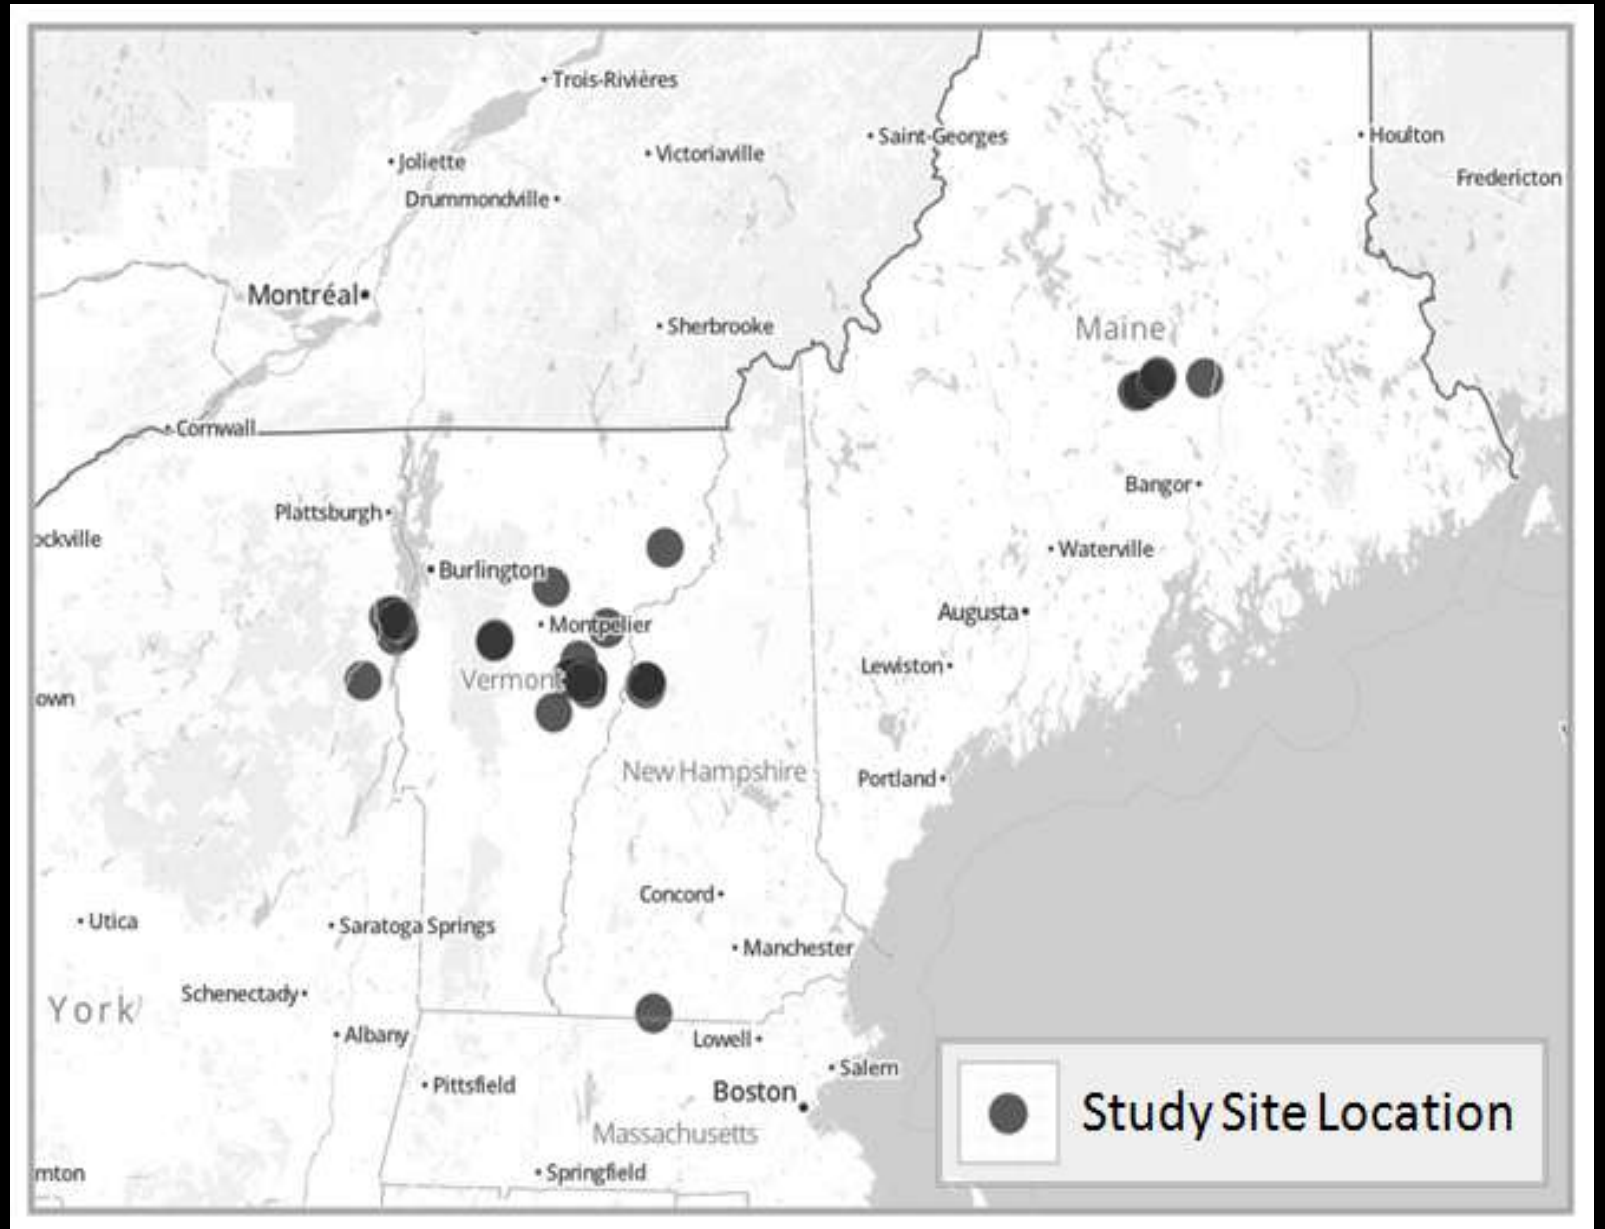 Trois-Rivières
Saint-Georges
Houlton
Victoriaville
Joliette
Fredericton
Drummondville
Montréal
Sherbrooke
Maine
Cornwall
Bangor
Plattsburgh
ockville
Waterville
Burlington
Augusta
Montpelier
Lewiston
Vermont
own
New Hampshire
Portland
Concord
Utica
Saratoga Springs
Manchester
Schenectady
York
Albany
Lowell
Salem
Pittsfield
Boston
Study Site Location
Massachusetts
Springfield
mton